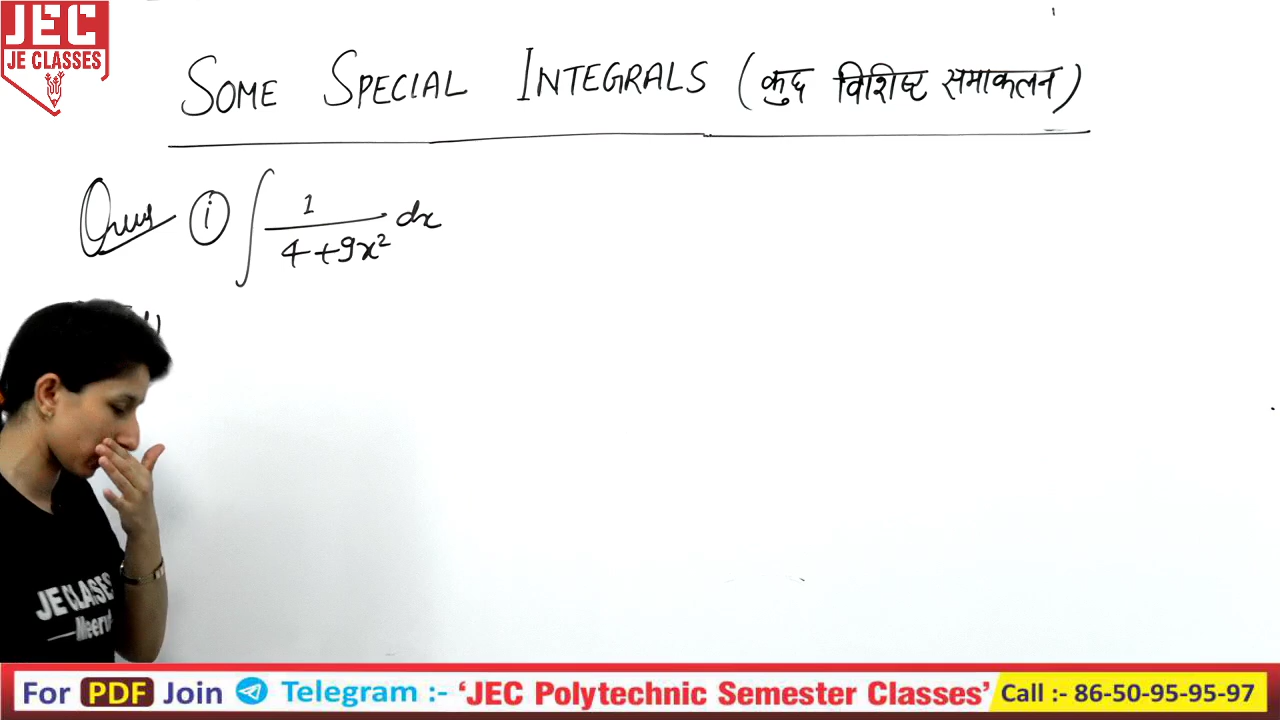 JEC
JE CLASSES
SOME SPECIAL INTEGRALS (कुछ विशिष्ट समाकलन)
Ques (i) ∫ 1/(4+9x²) dx
JE CLASSES
Meerut
For PDF Join Telegram :- 'JEC Polytechnic Semester Classes' Call :- 86-50-95-95-97